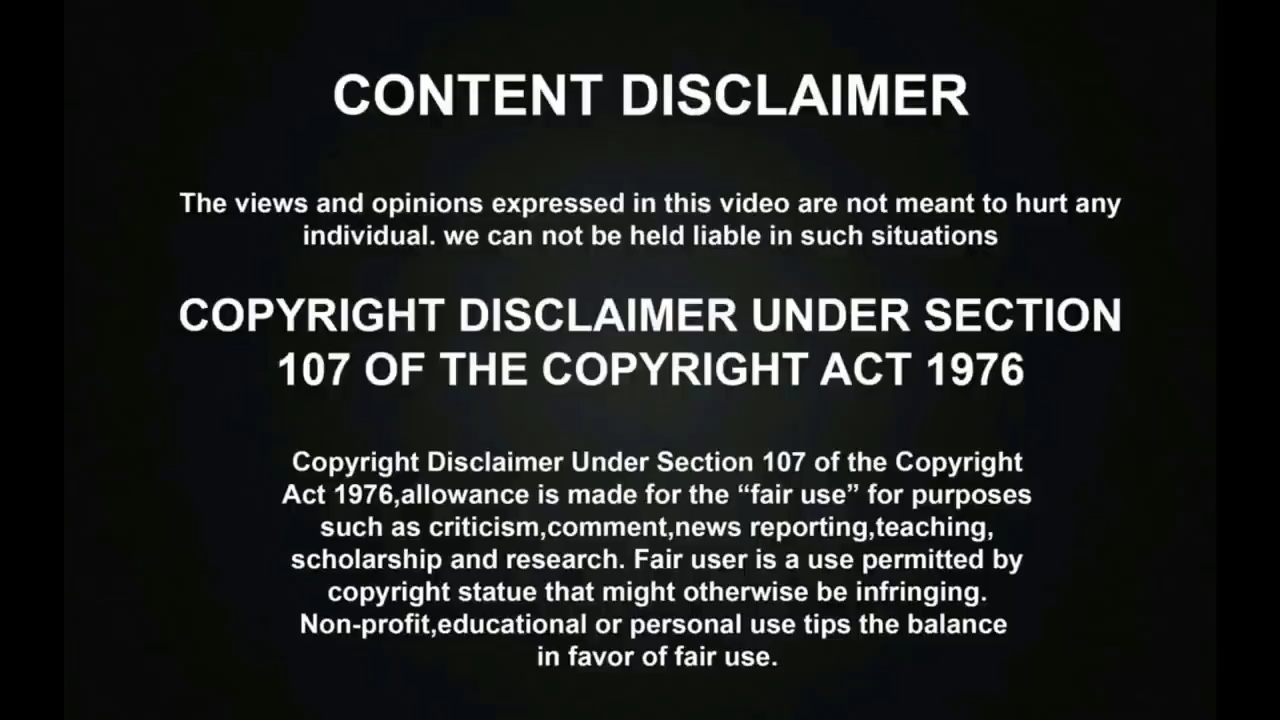 CONTENT DISCLAIMER
The views and opinions expressed in this video are not meant to hurt any
individual. we can not be held liable in such situations
COPYRIGHT DISCLAIMER UNDER SECTION
107 OF THE COPYRIGHT ACT 1976
Copyright Disclaimer Under Section 107 of the Copyright
Act 1976,allowance is made for the “fair use” for purposes
such as criticism,comment,news reporting,teaching,
scholarship and research. Fair user is a use permitted by
copyright statue that might otherwise be infringing.
Non-profit,educational or personal use tips the balance
in favor of fair use.